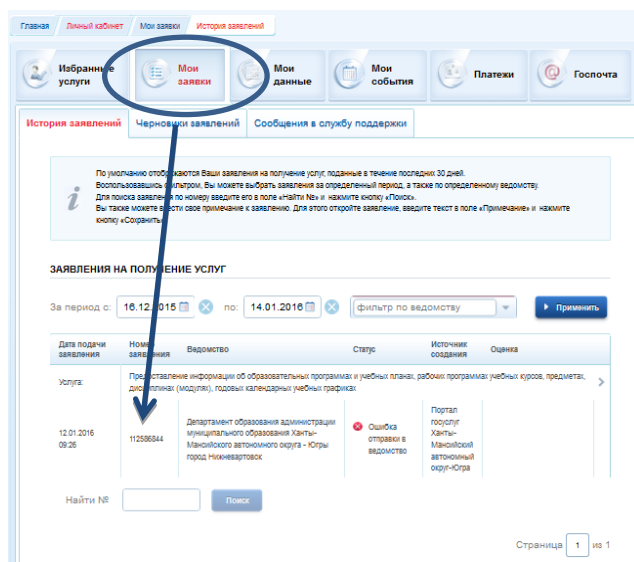 Главная Личный кабинет Мои заявки История заявлений
Избранные услуги
Мои заявки
Мои данные
Мои события
Платежи
Госпочта
История заявлений Черновики заявлений Сообщения в службу поддержки
По умолчанию отображаются Ваши заявления на получение услуг, поданные в течение последних 30 дней.
Воспользовавшись фильтром, Вы можете выбрать заявления за определенный период, а также по определенному ведомству.
Для поиска заявления по номеру введите его в поле «Найти №» и нажмите кнопку «Поиск».
Вы также можете ввести свое примечание к заявлению. Для этого откройте заявление, введите текст в поле «Примечание» и нажмите
кнопку «Сохранить»
ЗАЯВЛЕНИЯ НА ПОЛУЧЕНИЕ УСЛУГ
За период с: 16.12.2015 по: 14.01.2016 фильтр по ведомству Применить
Дата подачи заявления
Номер заявления
Ведомство
Статус
Источник создания
Оценка
Услуга:
Предоставление информации об образовательных программах и учебных планах, рабочих программах учебных курсов, предметах,
дисциплинах (модулях), годовых календарных учебных графиках
12.01.2016
09:26
112586844
Департамент образования администрации
муниципального образования Ханты-
Мансийского автономного округа - Югры
город Нижневартовск
Ошибка
отправки в
ведомство
Портал
госуслуг
Ханты-
Мансийский
автономный
округ-Югра
Найти № Поиск
Страница 1 из 1